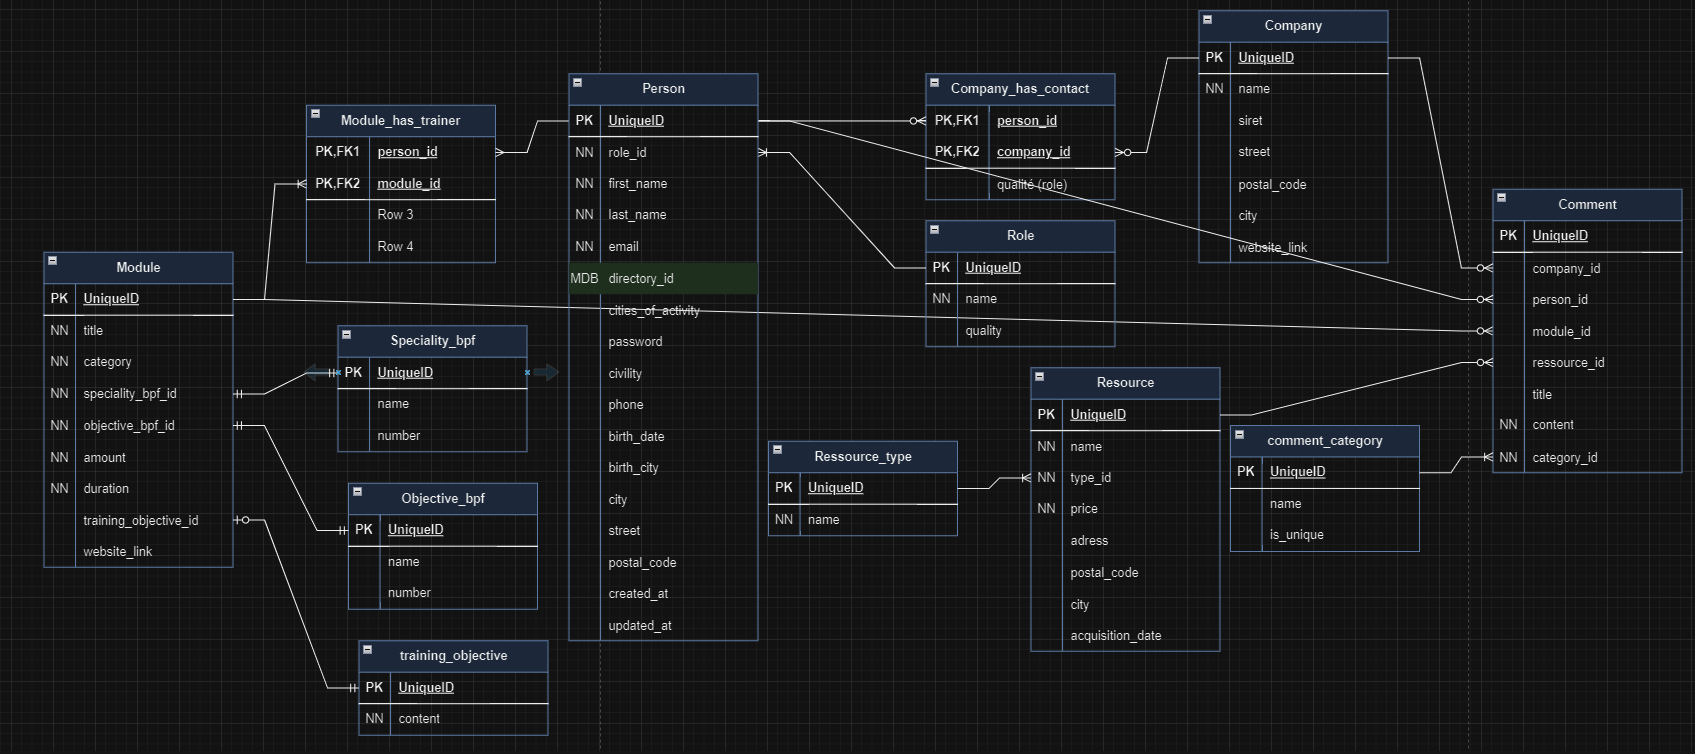 Module
PK UniqueID
NN title
NN category
NN speciality_bpf_id
NN objective_bpf_id
NN amount
NN duration
training_objective_id
website_link
Module_has_trainer
PK,FK1 person_id
PK,FK2 module_id
Row 3
Row 4
Speciality_bpf
PK UniqueID
name
number
Objective_bpf
PK UniqueID
name
number
training_objective
PK UniqueID
NN content
Person
PK UniqueID
NN role_id
NN first_name
NN last_name
NN email
MDB directory_id
cities_of_activity
password
civility
phone
birth_date
birth_city
city
street
postal_code
created_at
updated_at
Company_has_contact
PK,FK1 person_id
PK,FK2 company_id
qualité (role)
Role
PK UniqueID
NN name
quality
Ressource_type
PK UniqueID
NN name
Resource
PK UniqueID
NN name
NN type_id
NN price
adress
postal_code
city
acquisition_date
Company
PK UniqueID
NN name
siret
street
postal_code
city
website_link
comment_category
PK UniqueID
name
is_unique
Comment
PK UniqueID
company_id
person_id
module_id
ressource_id
title
NN content
NN category_id